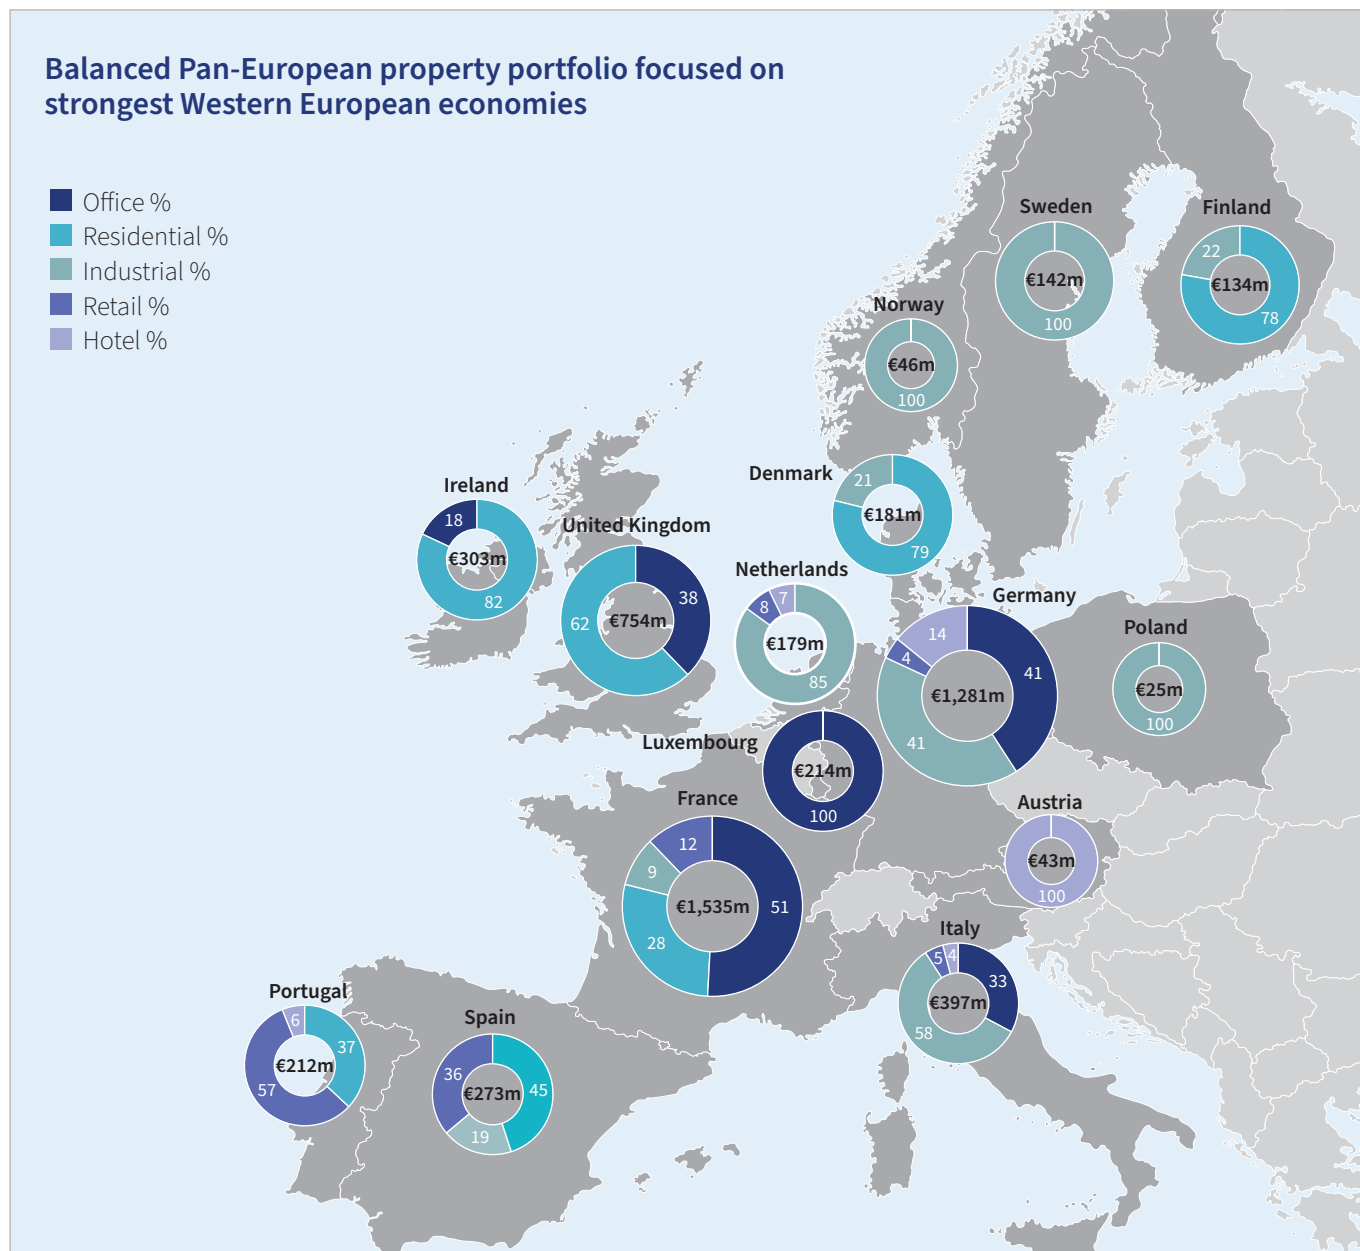 Balanced Pan-European property portfolio focused on
strongest Western European economies
Office %
Residential %
Industrial %
Retail %
Hotel %
Sweden
€142m
100
Finland
22
€134m
78
Norway
€46m
100
Denmark
21
€181m
79
Ireland
18
€303m
82
United Kingdom
38
€754m
62
Netherlands
8
7
€179m
85
Germany
14
4
41
€1,281m
41
Poland
€25m
100
Luxembourg
€214m
100
France
12
9
€1,535m
51
28
Austria
€43m
100
Italy
5
4
33
€397m
58
Portugal
6
37
€212m
57
Spain
36
€273m
45
19